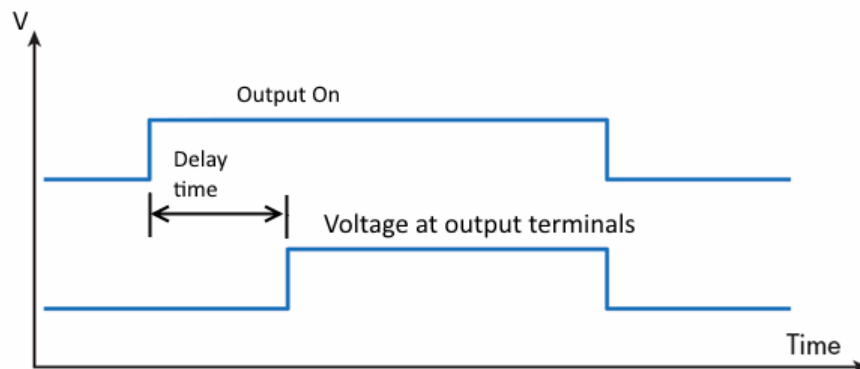 V
Output On
Delay
time
Voltage at output terminals
Time